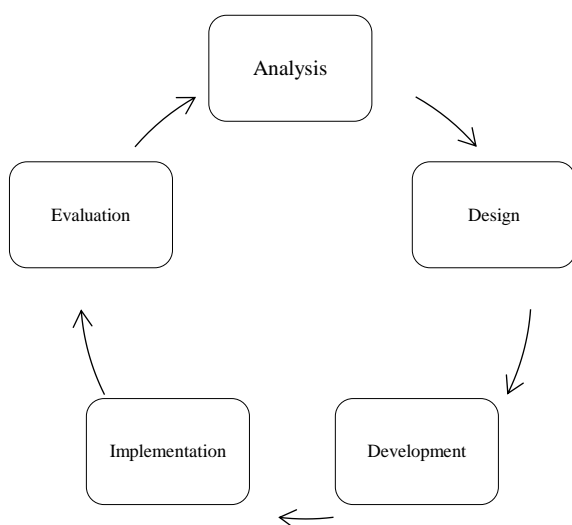 Analysis
Design
Development
Implementation
Evaluation